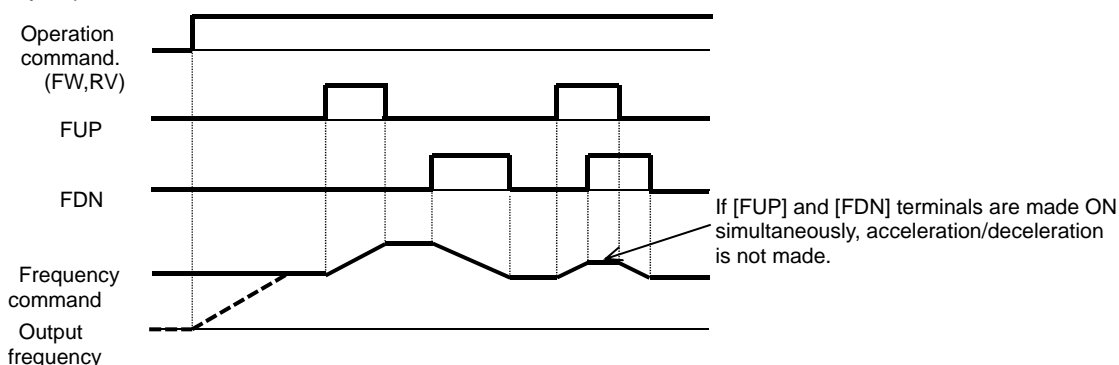 Operation
command.
(FW,RV)
FUP
FDN
If [FUP] and [FDN] terminals are made ON
simultaneously, acceleration/deceleration
is not made.
Frequency
command
Output
frequency